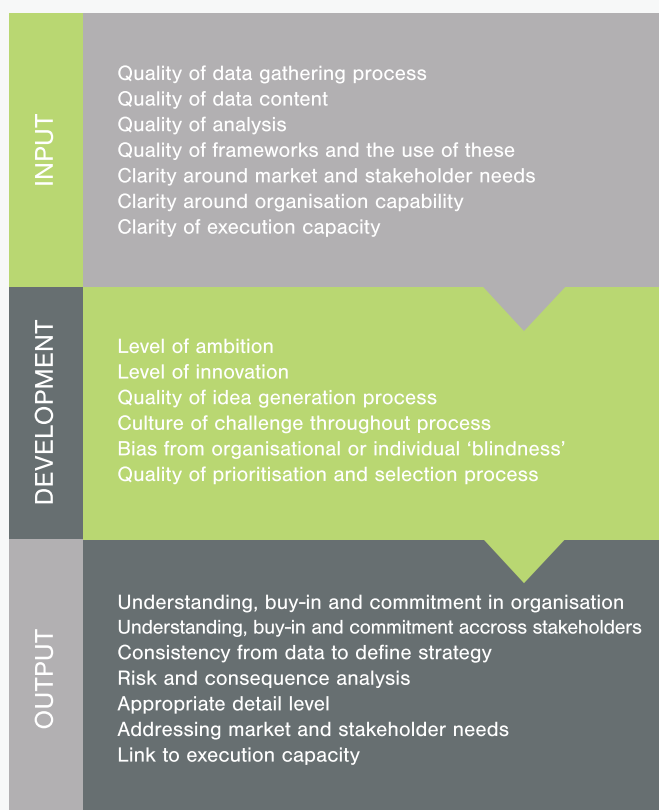 INPUT
Quality of data gathering process
Quality of data content
Quality of analysis
Quality of frameworks and the use of these
Clarity around market and stakeholder needs
Clarity around organisation capability
Clarity of execution capacity
DEVELOPMENT
Level of ambition
Level of innovation
Quality of idea generation process
Culture of challenge throughout process
Bias from organisational or individual ‘blindness’
Quality of prioritisation and selection process
OUTPUT
Understanding, buy-in and commitment in organisation
Understanding, buy-in and commitment accross stakeholders
Consistency from data to define strategy
Risk and consequence analysis
Appropriate detail level
Addressing market and stakeholder needs
Link to execution capacity